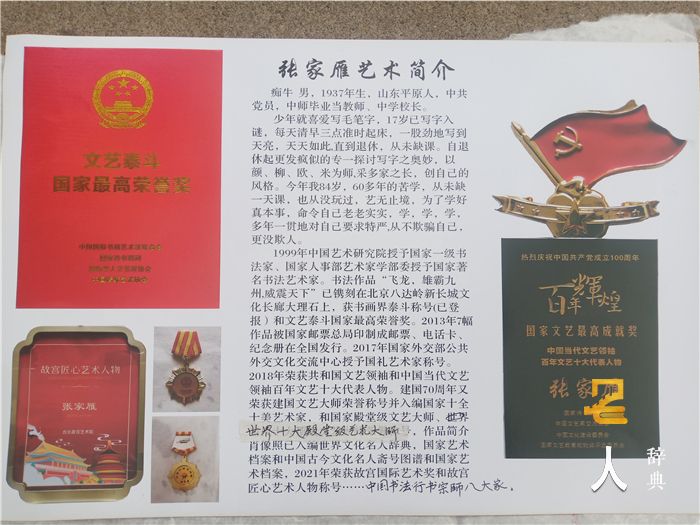 张家雁艺术简介
痴牛 男，1937年生，山东平原人，中共
党员，中师毕业当教师、中学校长。
少年就喜爱写毛笔字，17岁已写字入
谜，每天清早三点准时起床，一股劲地写到
天亮，天天如此,直到退休，从未缺课。自退
休起更发疯似的专一探讨写字之奥妙，以
颜、柳、欧、米为师,采多家之长，创自己的
风格。今年我84岁，60多年的苦学，从未缺
一天课，也从没玩过，艺无止境，为了学好
真本事，命令自己老老实实，学，学，学，
多年一贯地对自己要求特严,从不欺骗自己，
更没欺人。
1999年中国艺术研究院授予国家一级书
法家、国家人事部艺术家学部委授予国家著
名书法艺术家。书法作品“飞龙，雄霸九
州,威震天下”已镌刻在北京八达岭新长城文
化长廊大理石上，获书画界泰斗称号(已登
报）和文艺泰斗国家最高荣誉奖。2013年7幅
作品被国家邮票总局印制成邮票、电话卡、
纪念册在全国发行。2017年国家外交部公共
外交文化交流中心授予国礼艺术家称号。
2018年荣获共和国文艺领袖和中国当代文艺
领袖百年文艺十大代表人物。建国70周年又
荣获建国文艺大师荣誉称号并入编国家十全
十美艺术家，和国家殿堂级文艺大师、世界
世界十大殿堂级艺术大师号，作品简介
肖像照已入编世界文化名人辞典，国家艺术
档案和中国古今文化名人斋号图谱和国家艺
术档案，2021年荣获故宫国际艺术奖和故宫
匠心艺术人物称号……中国书法行书宗师八大家。
文艺泰斗
国家最高荣誉奖
故宫匠心艺术人物
张家雁
热烈庆祝中国共产党成立100周年
百年辉煌
国家文艺最高成就奖
中国当代文艺领袖
百年文艺十大代表人物
张家
人 辞典